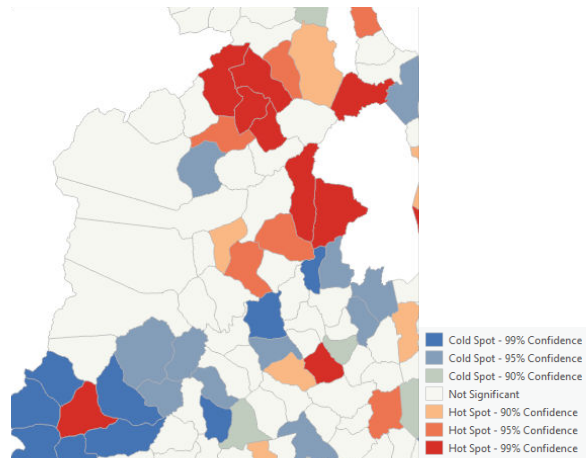 Cold Spot - 99% Confidence
Cold Spot - 95% Confidence
Cold Spot - 90% Confidence
Not Significant
Hot Spot - 90% Confidence
Hot Spot - 95% Confidence
Hot Spot - 99% Confidence